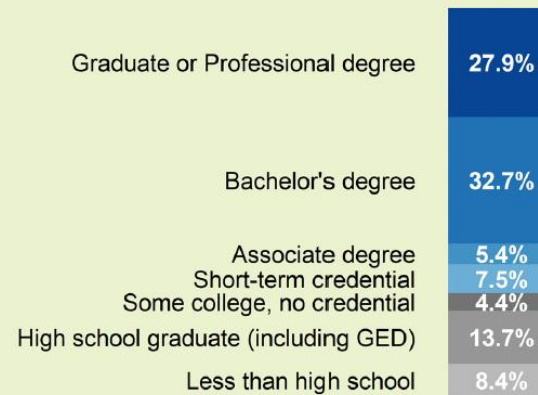 Graduate or Professional degree 27.9%
Bachelor's degree 32.7%
Associate degree 5.4%
Short-term credential 7.5%
Some college, no credential 4.4%
High school graduate (including GED) 13.7%
Less than high school 8.4%